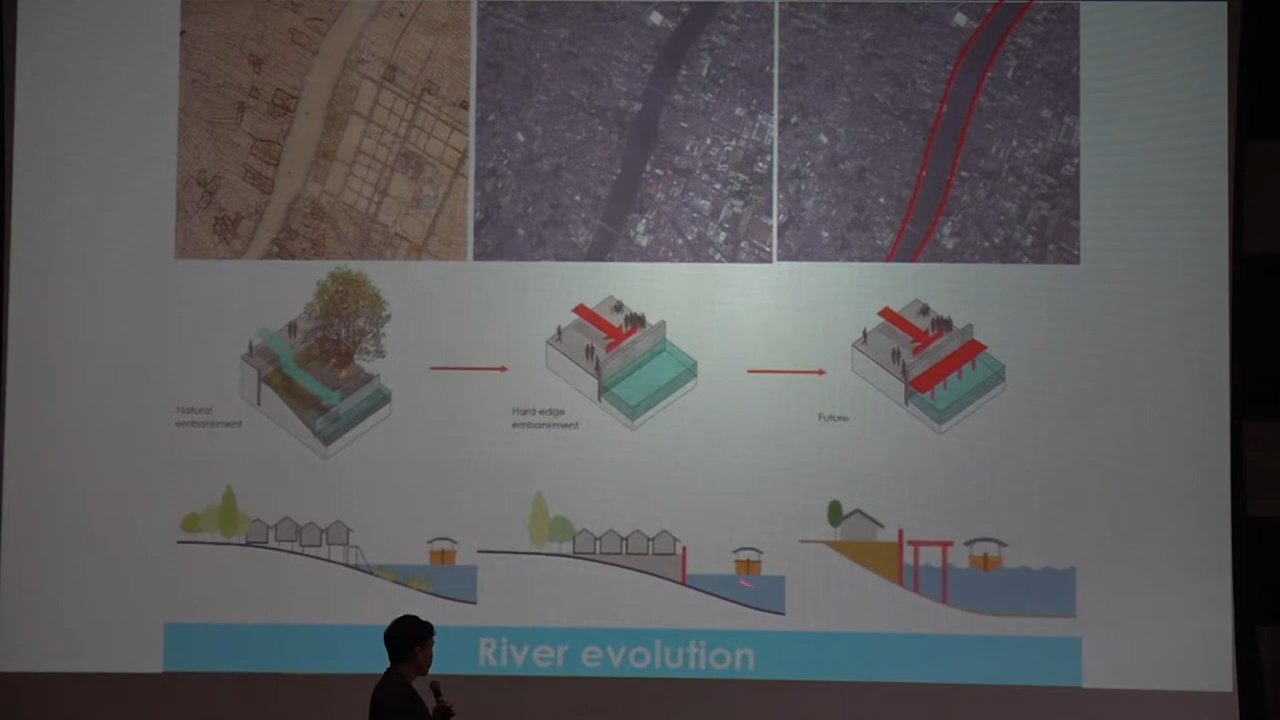 Natural
embankment
Hard edge
embankment
Future
River evolution